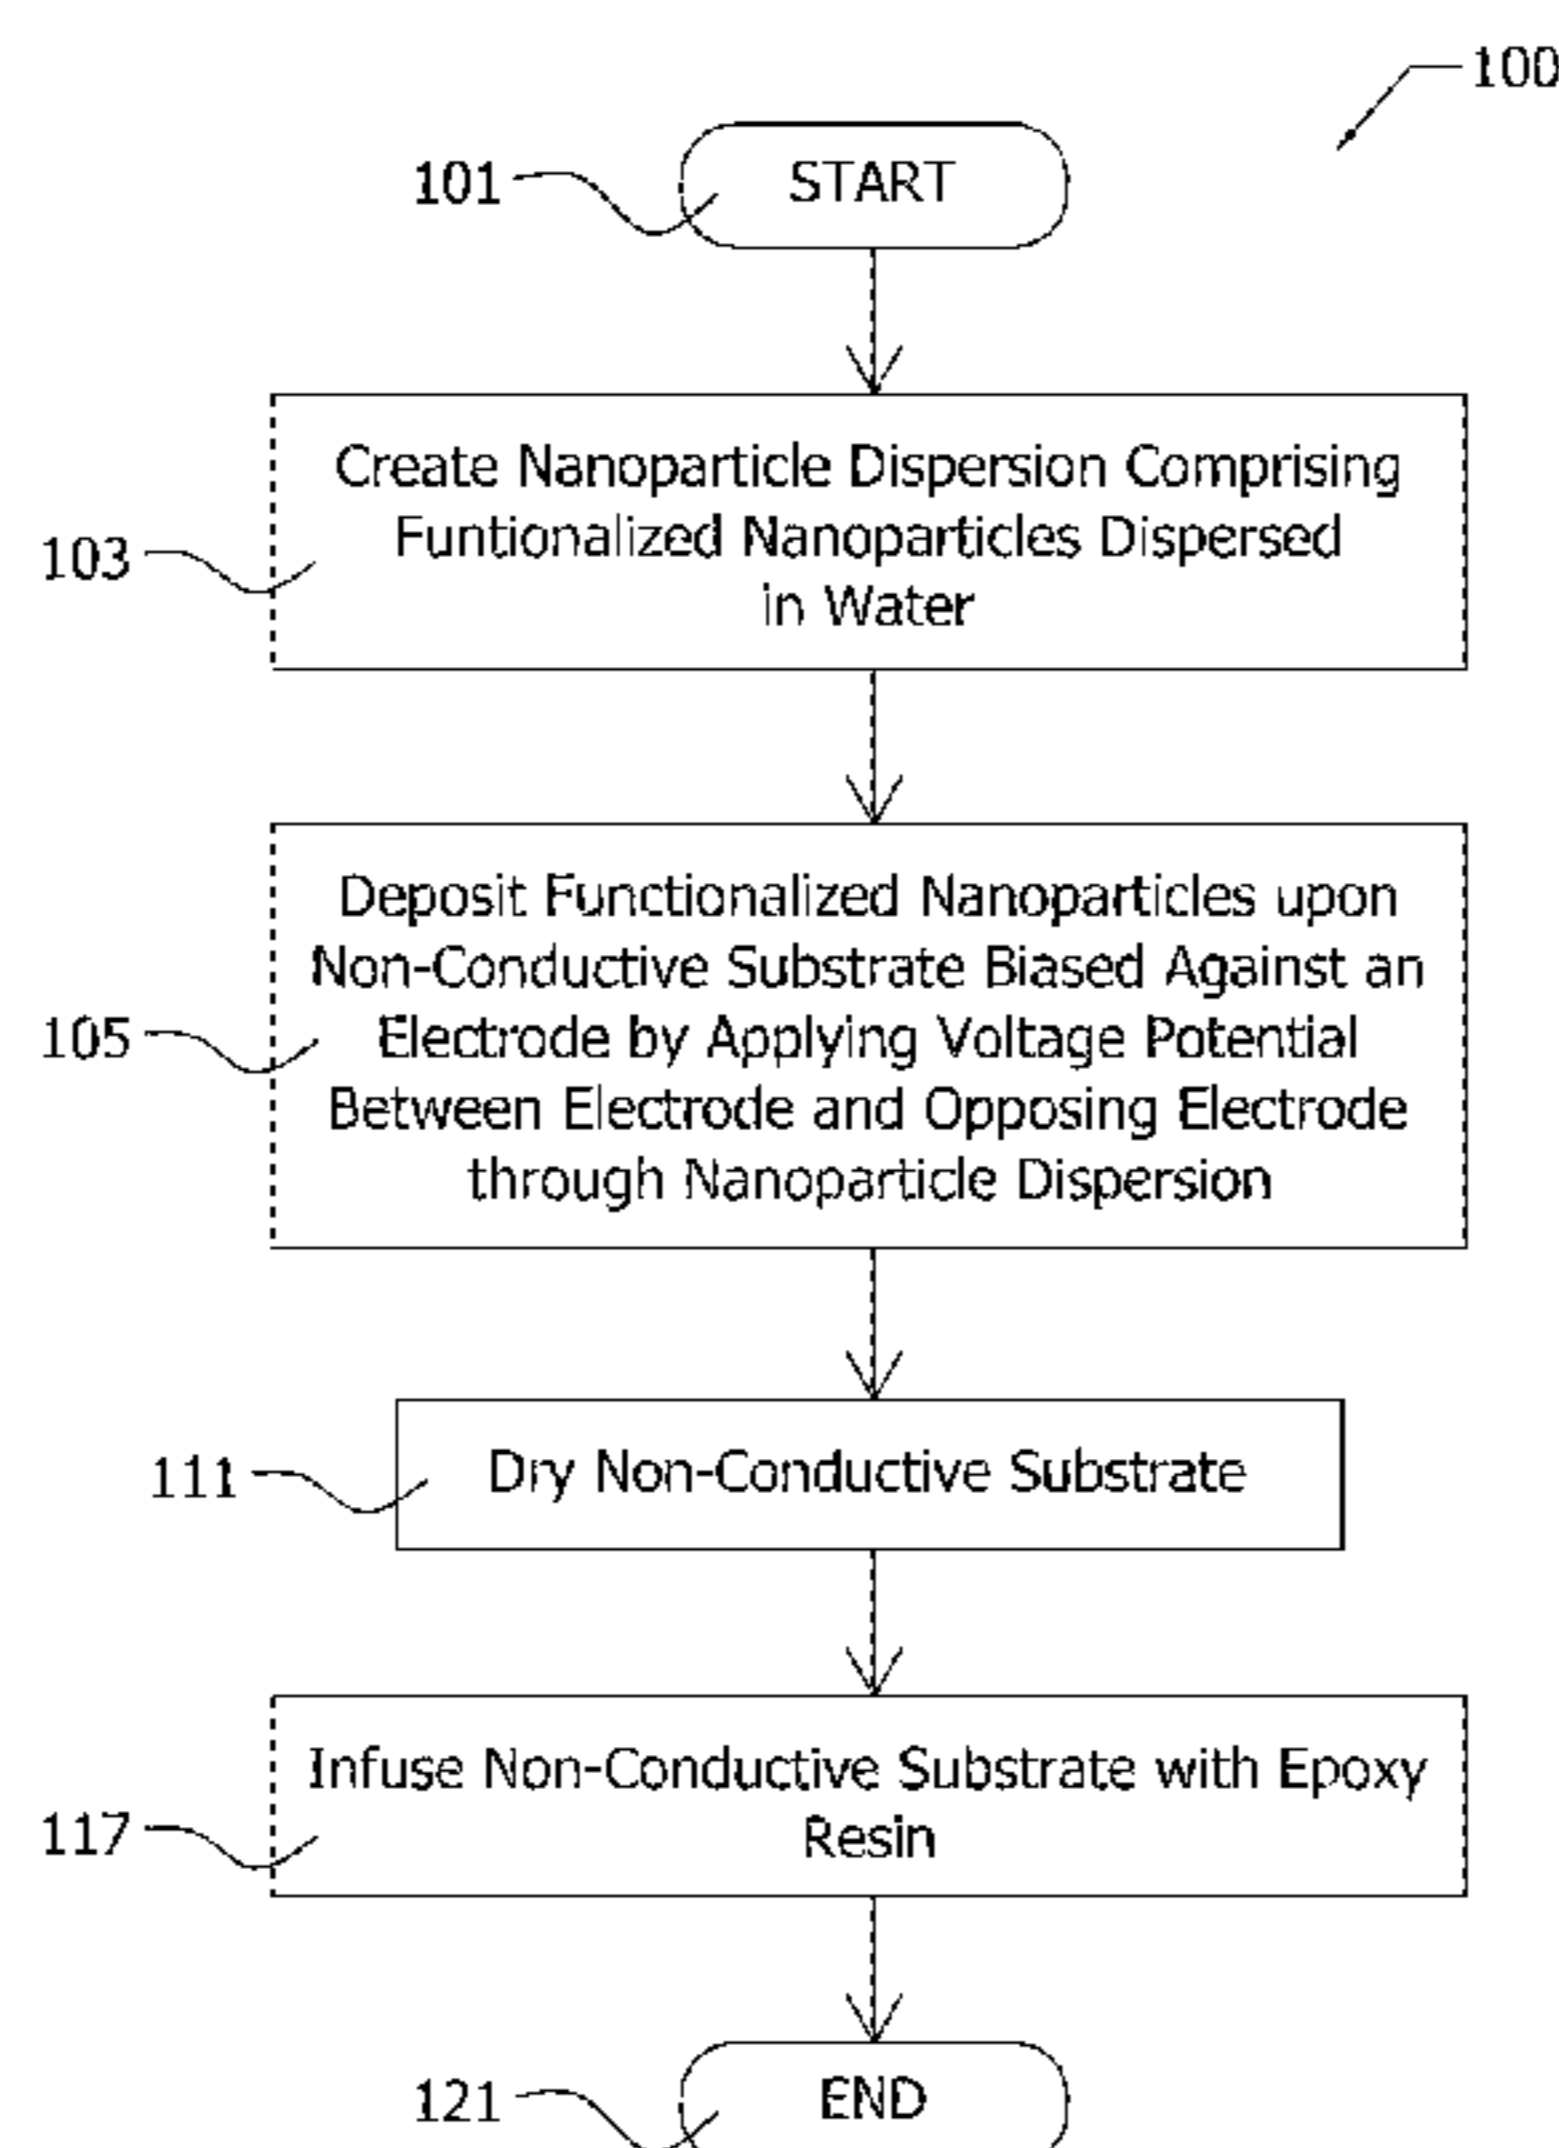 100
101
START
Create Nanoparticle Dispersion Comprising
Funtionalized Nanoparticles Dispersed
in Water
103
Deposit Functionalized Nanoparticles upon
Non-Conductive Substrate Biased Against an
Electrode by Applying Voltage Potential
Between Electrode and Opposing Electrode
through Nanoparticle Dispersion
105
Dry Non-Conductive Substrate
111
Infuse Non-Conductive Substrate with Epoxy
Resin
117
END
121